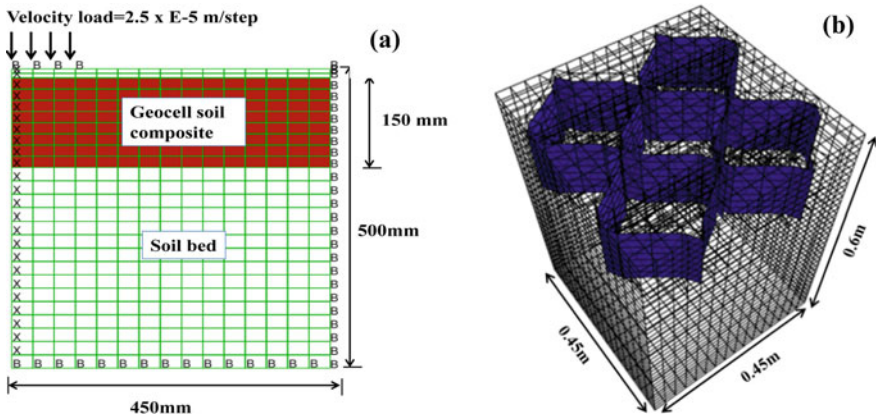 Velocity load=2.5 x E-5 m/step
(a)
(b)
B B B B B
Geocell soil
composite
150 mm
500mm
Soil bed
0.6m
B B B B B B B B B B B B B B
0.45m
0.45m
450mm